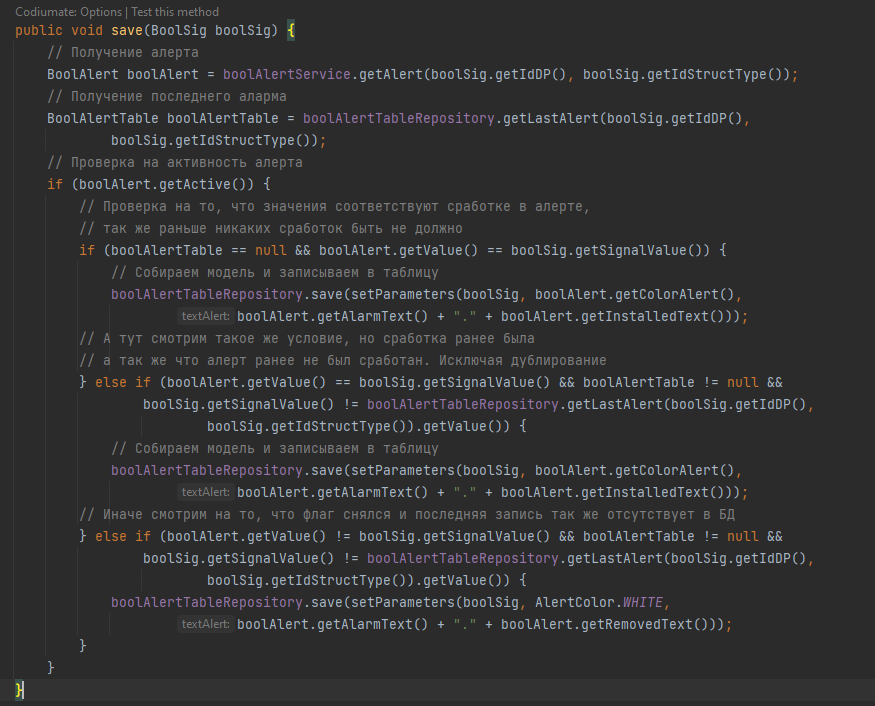 Codiumate: Options | Test this method
public void save(BoolSig boolSig) {
// Получение алерта
BoolAlert boolAlert = boolAlertService.getAlert(boolSig.getIdDP(), boolSig.getIdStructType());
// Получение последнего аларма
BoolAlertTable boolAlertTable = boolAlertTableRepository.getLastAlert(boolSig.getIdDP(),
boolSig.getIdStructType());
// Проверка на активность алерта
if (boolAlert.getActive()) {
// Проверка на то, что значения соответствуют сработке в алерте,
// так же раньше никаких сработок быть не должно
if (boolAlertTable == null && boolAlert.getValue() == boolSig.getSignalValue()) {
// Собираем модель и записываем в таблицу
boolAlertTableRepository.save(setParameters(boolSig, boolAlert.getColorAlert(),
textAlert: boolAlert.getAlarmText() + "." + boolAlert.getInstalledText()));
// А тут смотрим такое же условие, но сработка ранее была
// а так же что алерт ранее не был сработан. Исключая дублирование
} else if (boolAlert.getValue() == boolSig.getSignalValue() && boolAlertTable != null &&
boolSig.getSignalValue() != boolAlertTableRepository.getLastAlert(boolSig.getIdDP(),
boolSig.getIdStructType()).getValue()) {
// Собираем модель и записываем в таблицу
boolAlertTableRepository.save(setParameters(boolSig, boolAlert.getColorAlert(),
textAlert: boolAlert.getAlarmText() + "." + boolAlert.getInstalledText()));
// Иначе смотрим на то, что флаг снялся и последняя запись так же отсутствует в БД
} else if (boolAlert.getValue() != boolSig.getSignalValue() && boolAlertTable != null &&
boolSig.getSignalValue() != boolAlertTableRepository.getLastAlert(boolSig.getIdDP(),
boolSig.getIdStructType()).getValue()) {
boolAlertTableRepository.save(setParameters(boolSig, AlertColor.WHITE,
textAlert: boolAlert.getAlarmText() + "." + boolAlert.getRemovedText()));
}
}
}